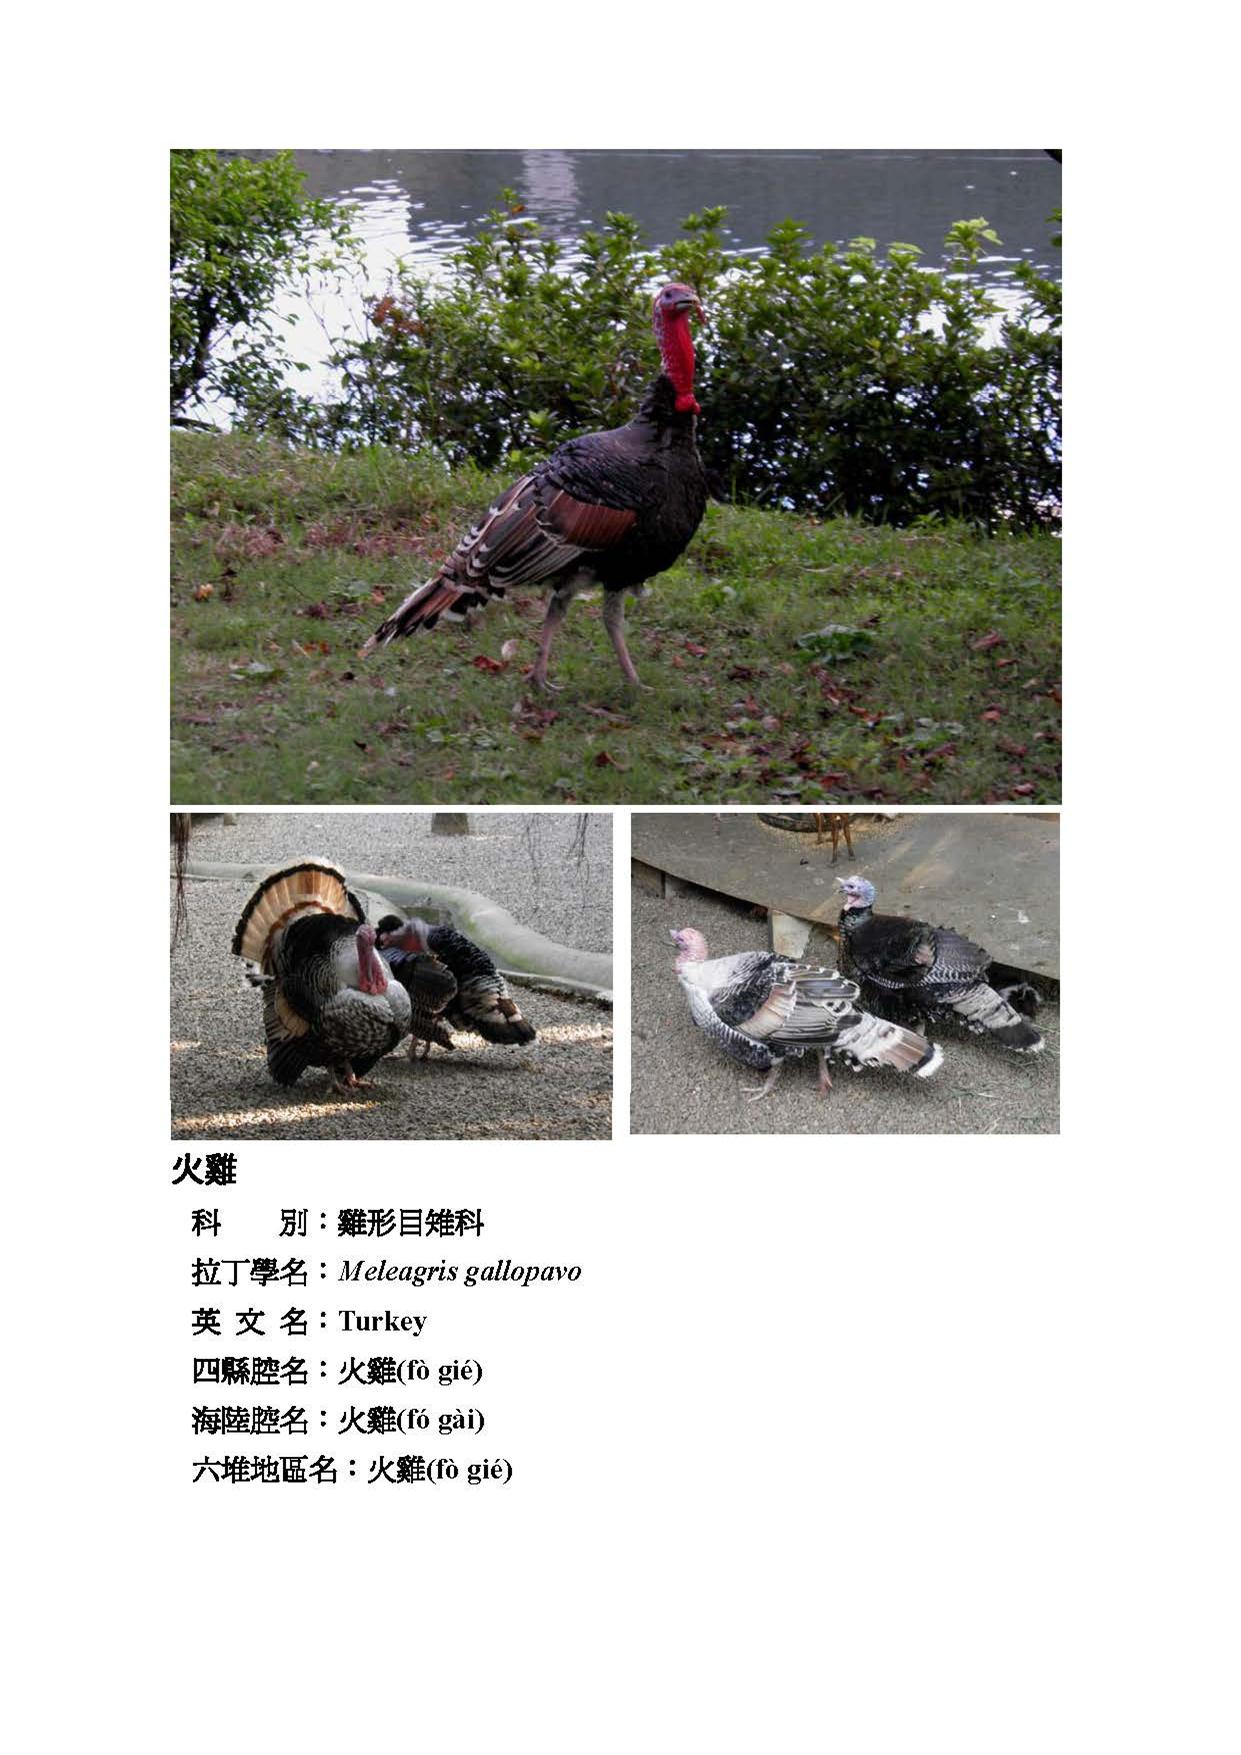 火雞
科　　別：雞形目雉科
拉丁學名：Meleagris gallopavo
英 文 名：Turkey
四縣腔名：火雞(fò gié)
海陸腔名：火雞(fó gài)
六堆地區名：火雞(fò gié)